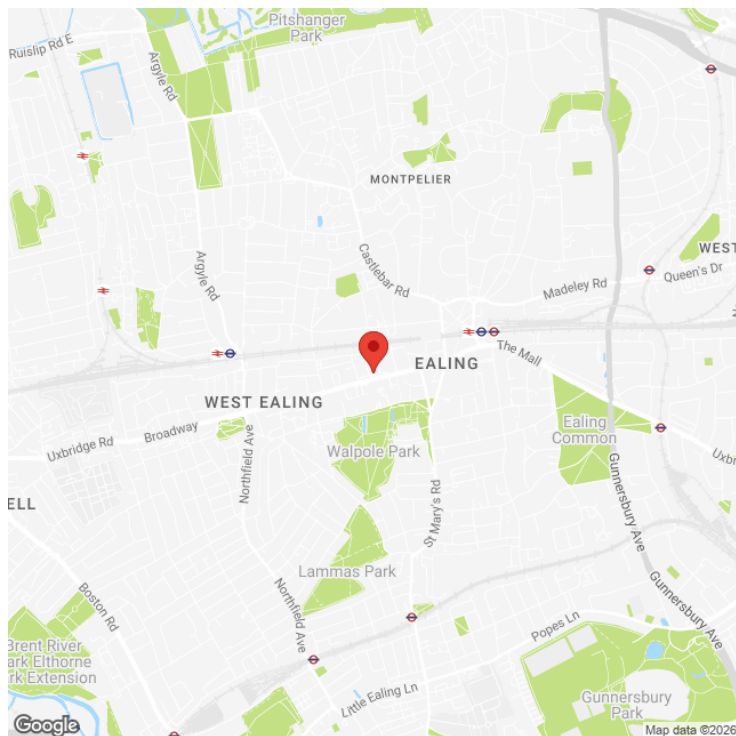 Pitshanger
Park
Ruislip Rd E
Argyle Rd
MONTPELIER
Castlebar Rd
Argyle Rd
WEST
Queen's Dr
Madeley Rd
The Mall
EALING
WEST EALING
Ealing
Common
Broadway
Uxbridge Rd
Walpole Park
Northfield Ave
St Mary's Rd
Gunnersbury Ave
Uxbr
ELL
Lammas Park
Boston Rd
Northfield Ave
Gunnersbury Ave
Popes Ln
Brent River
ark Elthorne
rk Extension
Little Ealing Ln
Gunnersbury
Park
Google
Map data ©2026